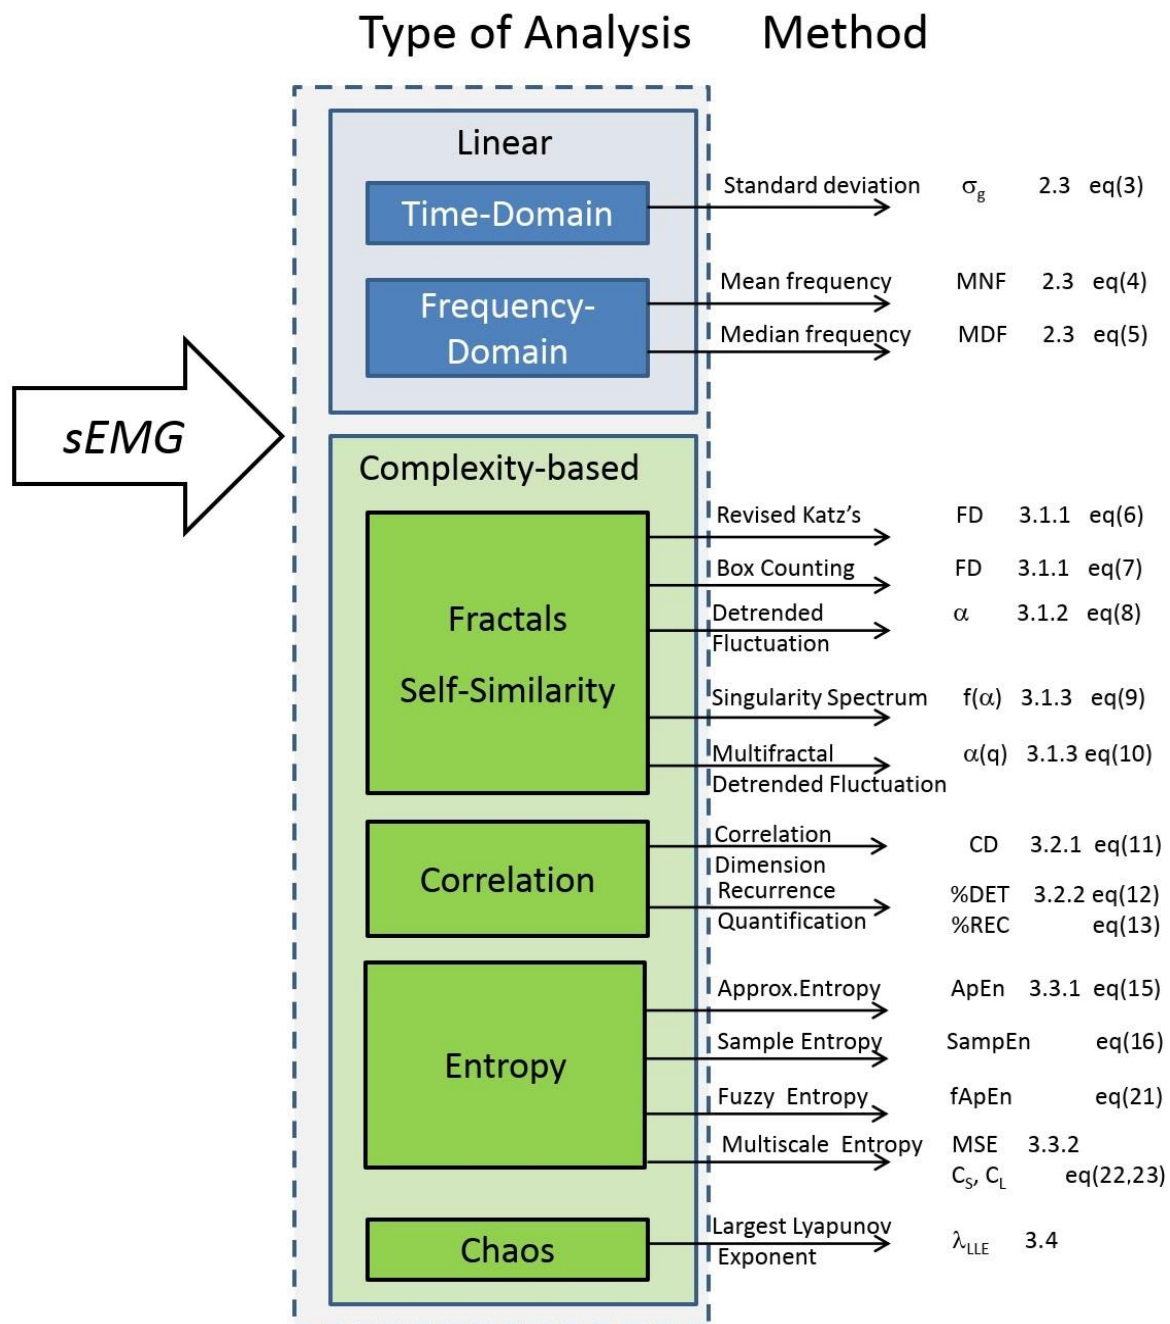 Type of Analysis Method
Linear
Time-Domain
Standard deviation σg 2.3 eq(3)
Frequency-
Domain
Mean frequency MNF 2.3 eq(4)
Median frequency MDF 2.3 eq(5)
sEMG
Complexity-based
Fractals
Self-Similarity
Revised Katz's FD 3.1.1 eq(6)
Box Counting FD 3.1.1 eq(7)
Detrended
Fluctuation
α 3.1.2 eq(8)
Singularity Spectrum f(α) 3.1.3 eq(9)
Multifractal
Detrended Fluctuation
α(q) 3.1.3 eq(10)
Correlation
Correlation
Dimension
CD 3.2.1 eq(11)
Recurrence
Quantification
%DET 3.2.2 eq(12)
%REC eq(13)
Entropy
Approx.Entropy ApEn 3.3.1 eq(15)
Sample Entropy SampEn eq(16)
Fuzzy Entropy fApEn eq(21)
Multiscale Entropy MSE 3.3.2
CS, CL eq(22,23)
Chaos
Largest Lyapunov
Exponent
λLLE 3.4